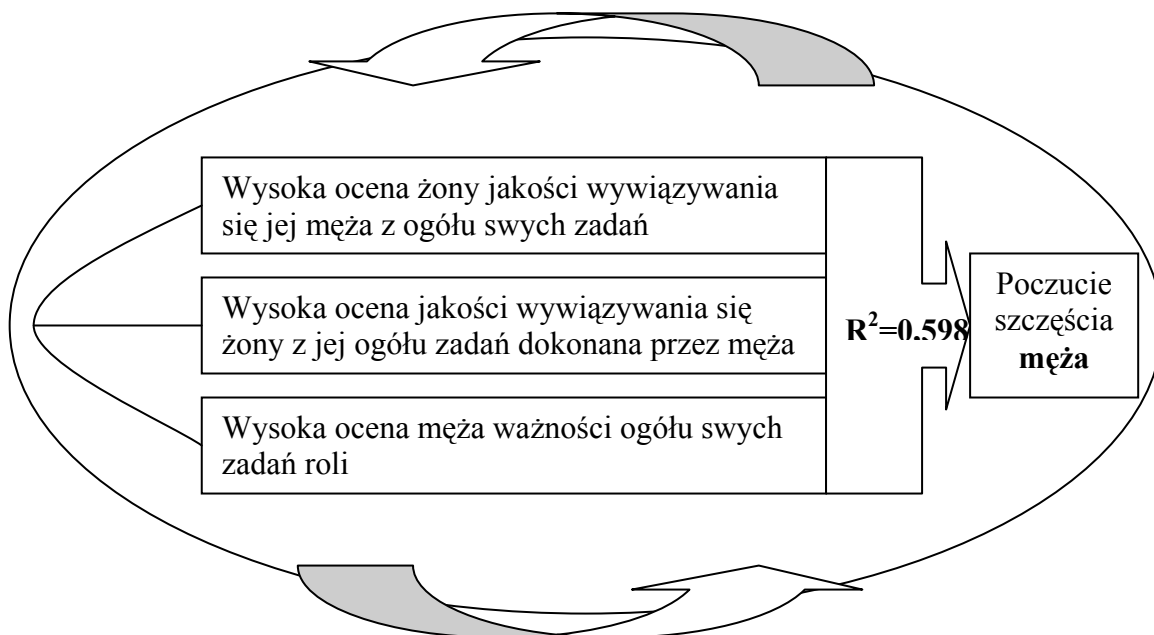 Wysoka ocena żony jakości wywiązywania
się jej męża z ogółu swych zadań
Wysoka ocena jakości wywiązywania się
żony z jej ogółu zadań dokonana przez męża
Wysoka ocena męża ważności ogółu swych
zadań roli
R²=0.598
Poczucie
szczęścia
męża